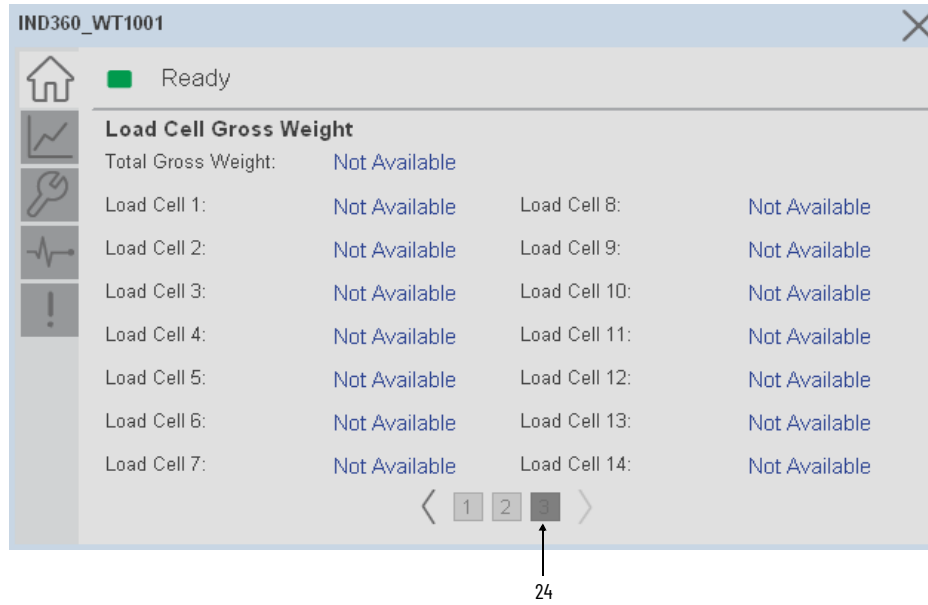 IND360_WT1001
Ready
Load Cell Gross Weight
Total Gross Weight: Not Available
Load Cell 1: Not Available Load Cell 8: Not Available
Load Cell 2: Not Available Load Cell 9: Not Available
Load Cell 3: Not Available Load Cell 10: Not Available
Load Cell 4: Not Available Load Cell 11: Not Available
Load Cell 5: Not Available Load Cell 12: Not Available
Load Cell 6: Not Available Load Cell 13: Not Available
Load Cell 7: Not Available Load Cell 14: Not Available
1 2 3
24